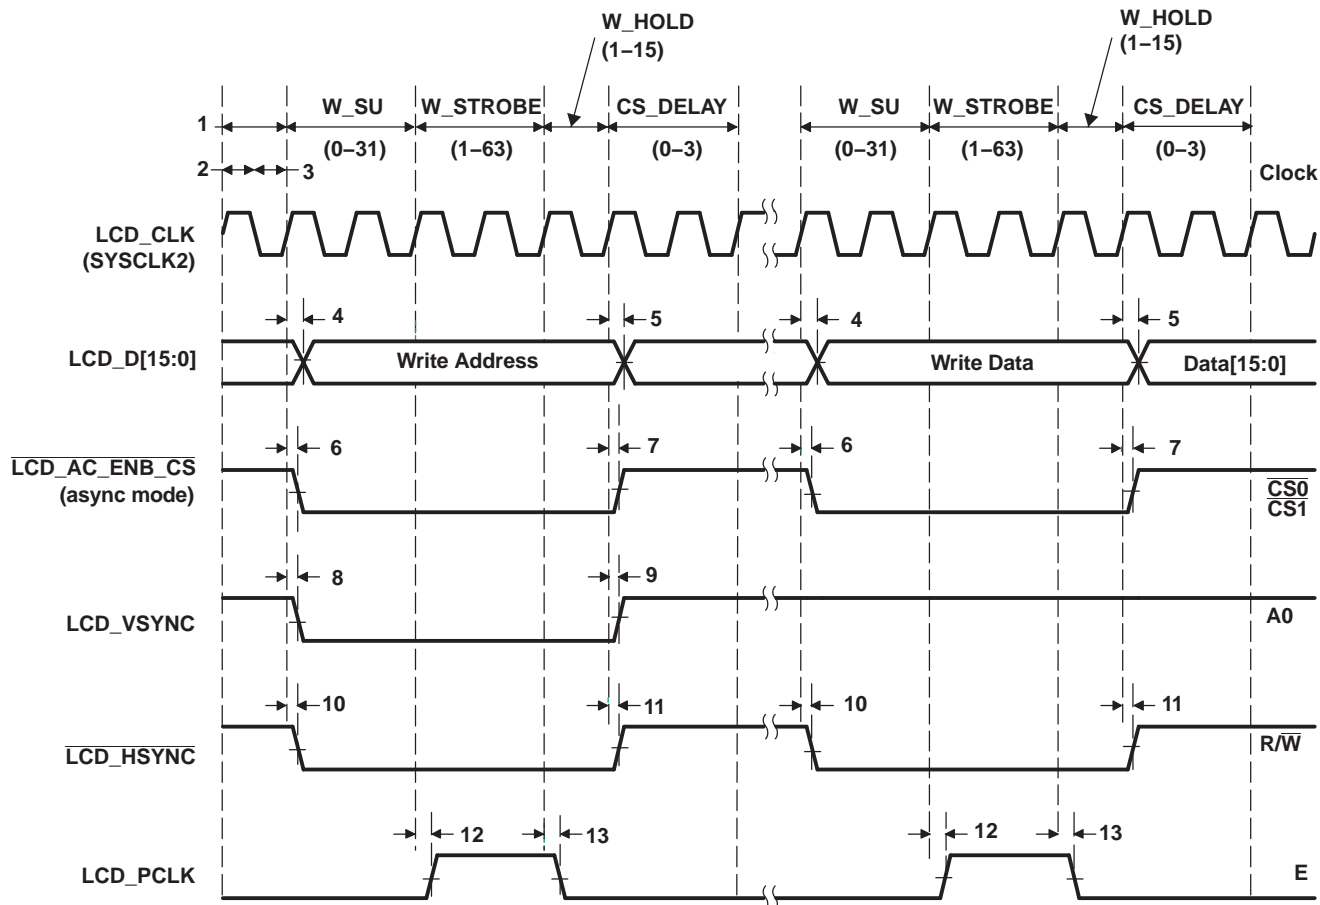 W_HOLD
(1–15)
W_HOLD
(1–15)
W_SU
W_STROBE
CS_DELAY
W_SU
W_STROBE
CS_DELAY
1
(0–31)
(1–63)
(0–3)
(0–31)
(1–63)
(0–3)
2
3
Clock
LCD_CLK
(SYSCLK2)
4
5
4
5
LCD_D[15:0]
Write Address
Write Data
Data[15:0]
6
7
6
7
LCD_AC_ENB_CS
(async mode)
CS0
CS1
8
9
LCD_VSYNC
A0
10
11
10
11
LCD_HSYNC
R/W
12
13
12
13
LCD_PCLK
E